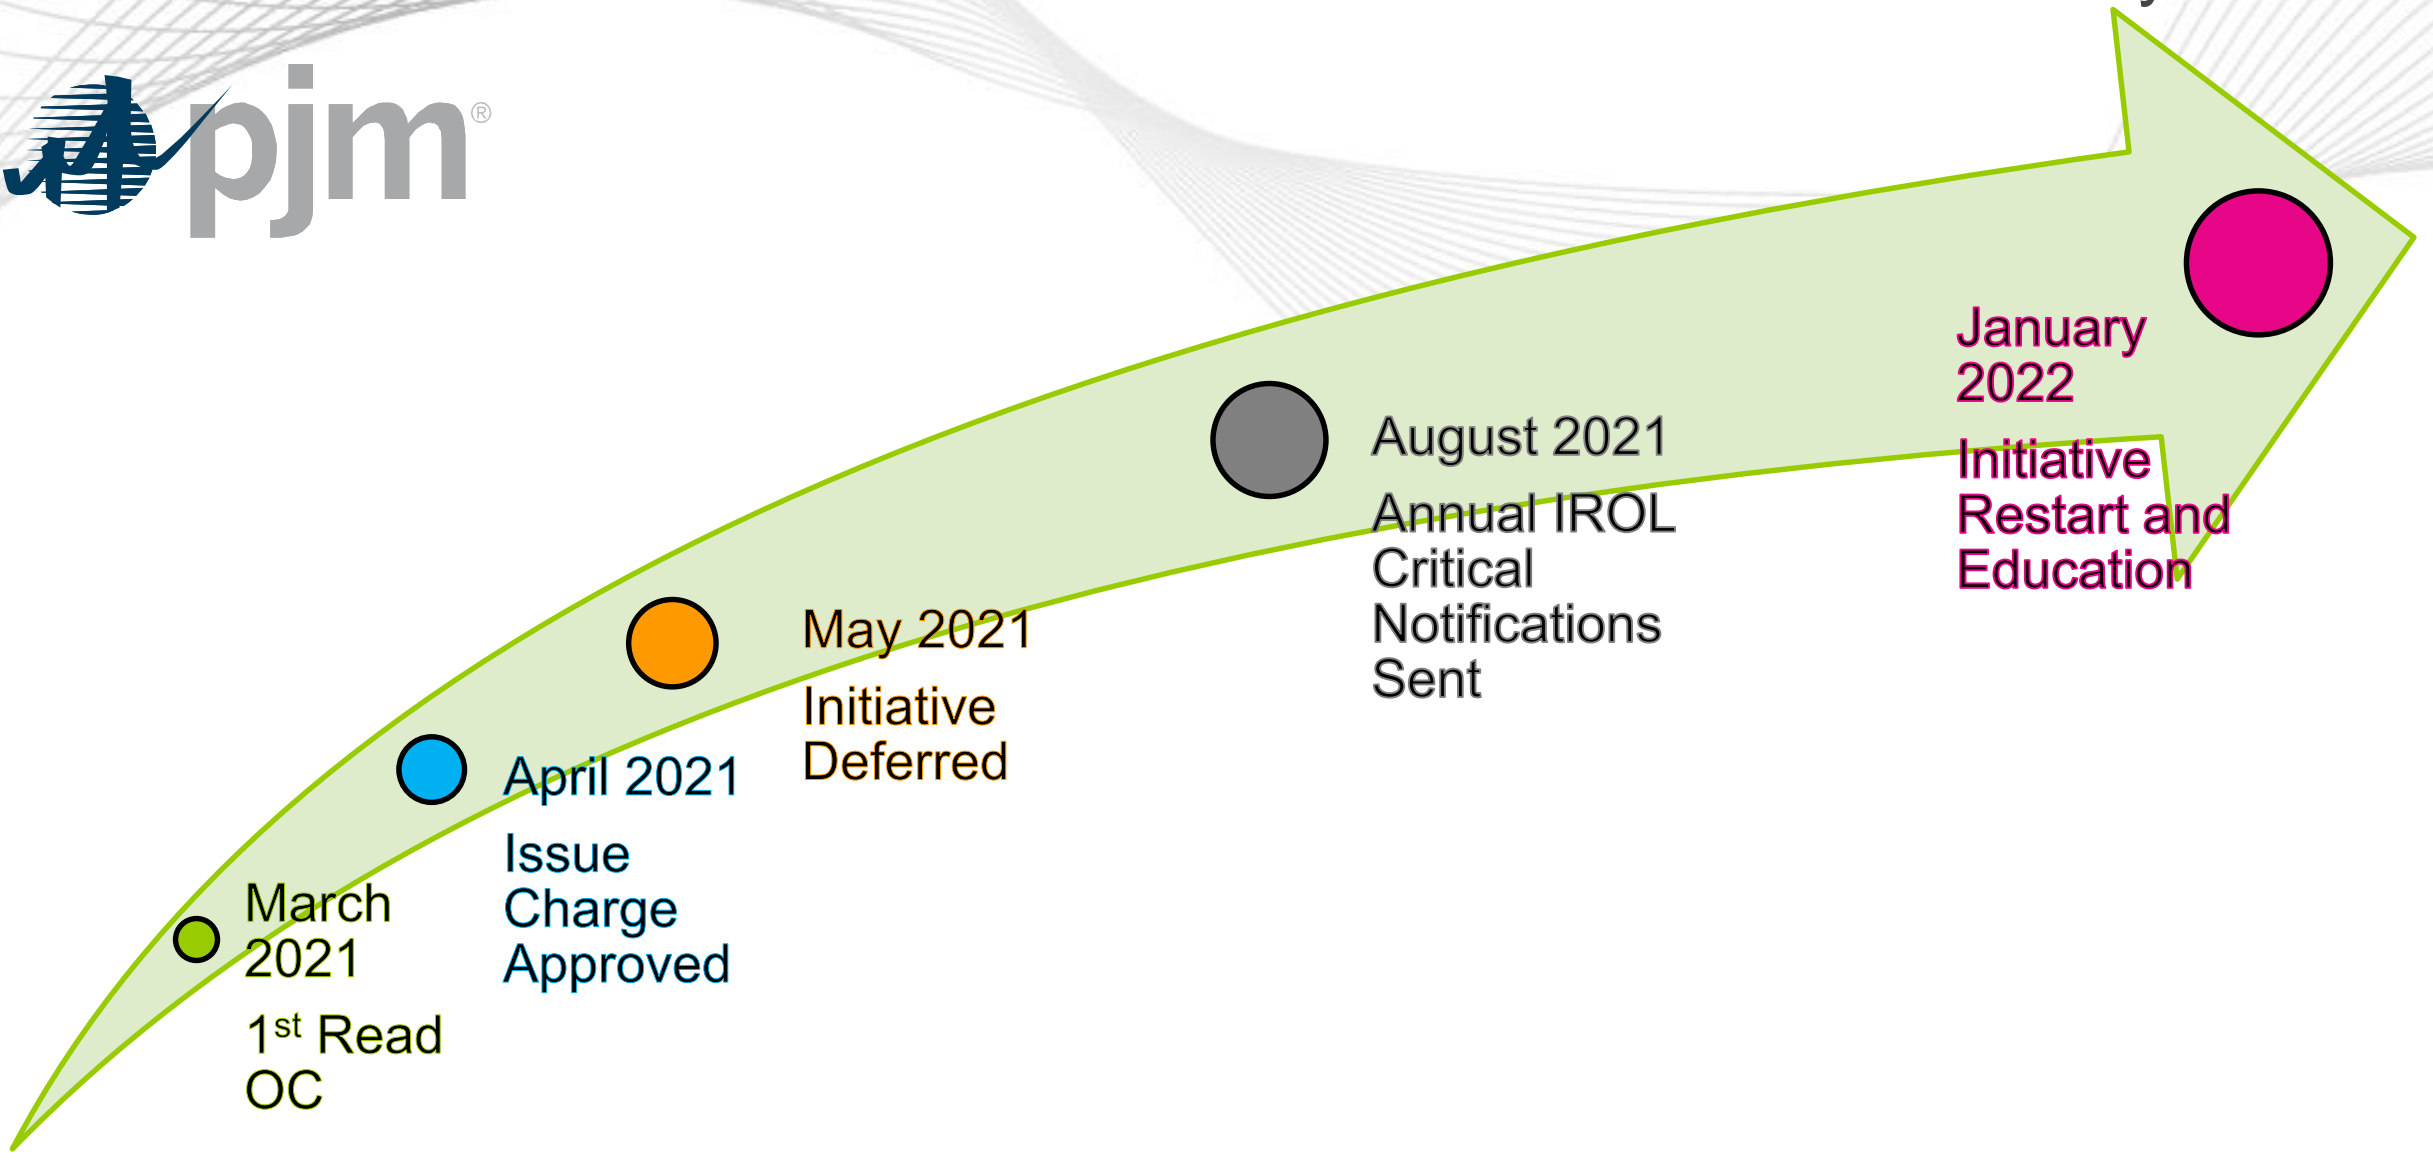 pjm®
March
2021
1st Read
OC
April 2021
Issue
Charge
Approved
May 2021
Initiative
Deferred
August 2021
Annual IROL
Critical
Notifications
Sent
January
2022
Initiative
Restart and
Education